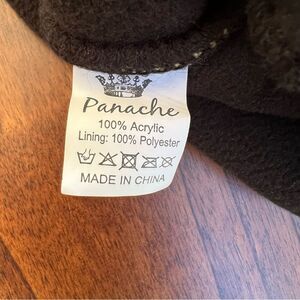 Panache
100% Acrylic
Lining: 100% Polyester
MADE IN CHINA